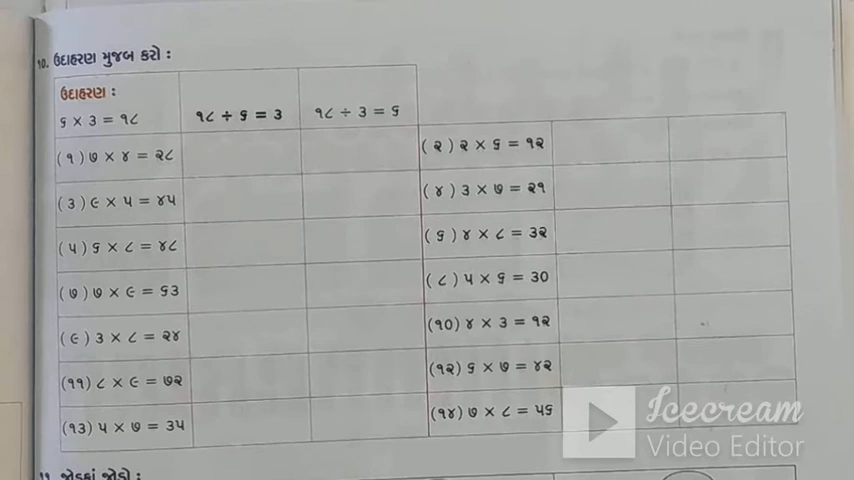 ૧૦. ઉદાહરણ મુજબ કરો :
ઉદાહરણ :
૬ × ૩ = ૧૮
૧૮ ÷ ૬ = ૩
૧૮ ÷ ૩ = ૬
(૧) ૭ × ૪ = ૨૮
(૨) ૨ × ૬ = ૧૨
(૩) ૯ × ૫ = ૪૫
(૪) ૩ × ૭ = ૨૧
(૫) ૬ × ૮ = ૪૮
(૬) ૪ × ૮ = ૩૨
(૭) ૭ × ૯ = ૬૩
(૮) ૫ × ૬ = ૩૦
(૯) ૩ × ૮ = ૨૪
(૧૦) ૪ × ૩ = ૧૨
(૧૧) ૮ × ૯ = ૭૨
(૧૨) ૬ × ૭ = ૪૨
(૧૩) ૫ × ૭ = ૩૫
(૧૪) ૭ × ૮ = ૫૬
Icecream
Video Editor
૧૧. જોડકાં જોડો :